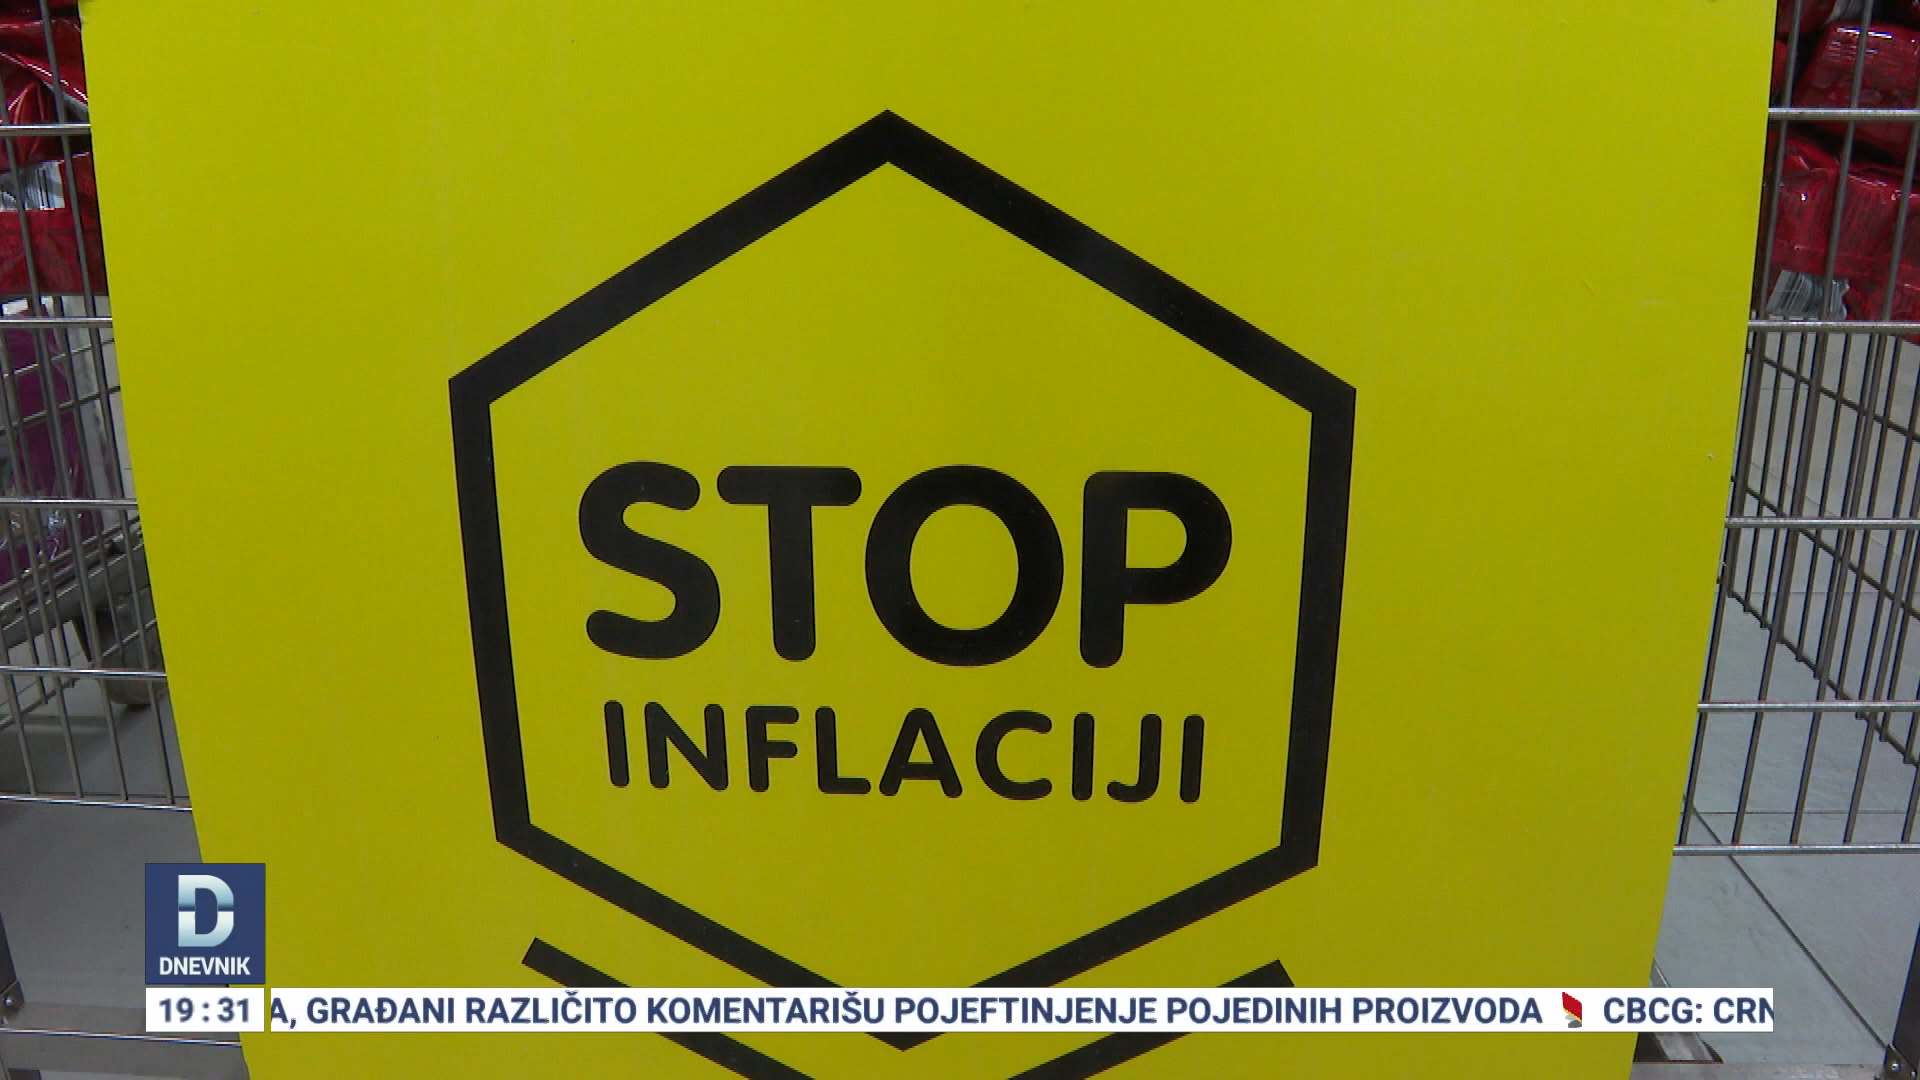 STOP
INFLACIJI
D
DNEVNIK
19:31
A, GRAĐANI RAZLIČITO KOMENTARIŠU POJEFTINJENJE POJEDINIH PROIZVODA CBCG: CRN